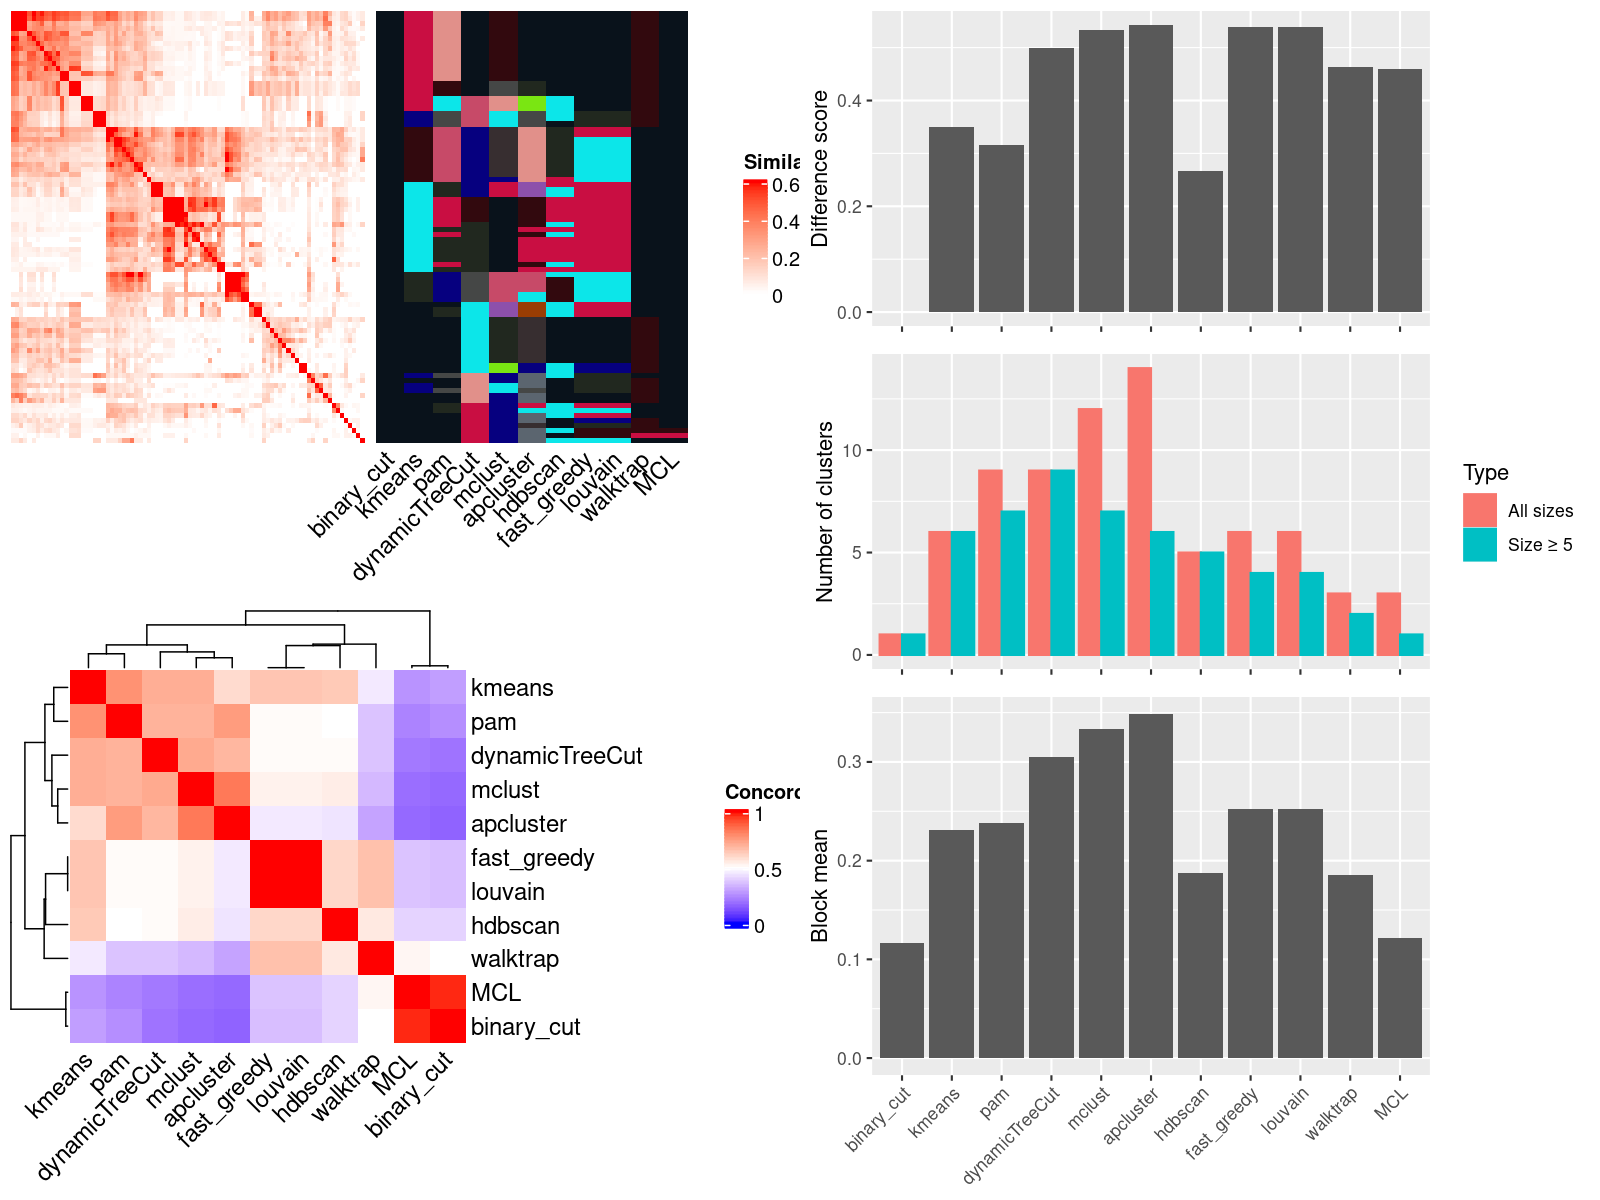 Simila
0.6
0.4
0.2
0
binary_cut
kmeans
pam
dynamicTreeCut
mclust
apcluster
hdbscan
fast_greedy
louvain
walktrap
MCL
kmeans
pam
dynamicTreeCut
mclust
apcluster
fast_greedy
louvain
hdbscan
walktrap
MCL
binary_cut
Concord
1
0.5
0
kmeans
pam
dynamicTreeCut
mclust
apcluster
fast_greedy
louvain
hdbscan
walktrap
MCL
binary_cut
Difference score
0.4
0.2
0.0
Number of clusters
10
5
0
Type
All sizes
Size ≥ 5
Block mean
0.3
0.2
0.1
0.0
binary_cut
kmeans
pam
dynamicTreeCut
mclust
apcluster
hdbscan
fast_greedy
louvain
walktrap
MCL